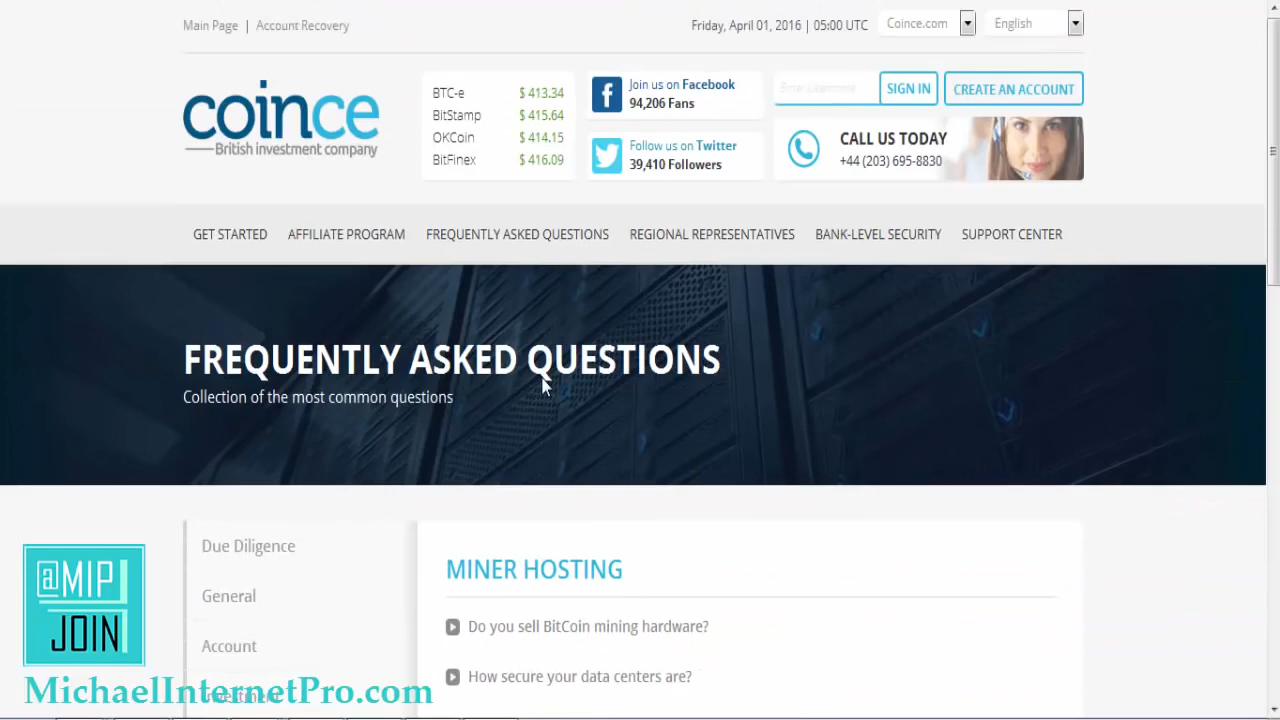 Main Page | Account Recovery
Friday, April 01, 2016 | 05:00 UTC
Coince.com
English
coince
British investment company
BTC-e $ 413.34
BitStamp $ 415.64
OKCoin $ 414.15
BitFinex $ 416.09
Join us on Facebook
94,206 Fans
Follow us on Twitter
39,410 Followers
Enter Username
SIGN IN
CREATE AN ACCOUNT
CALL US TODAY
+44 (203) 695-8830
GET STARTED AFFILIATE PROGRAM FREQUENTLY ASKED QUESTIONS REGIONAL REPRESENTATIVES BANK-LEVEL SECURITY SUPPORT CENTER
FREQUENTLY ASKED QUESTIONS
Collection of the most common questions
Due Diligence
General
Account
Investment
MINER HOSTING
Do you sell BitCoin mining hardware?
How secure your data centers are?
@MIP
JOIN
MichaelInternetPro.com